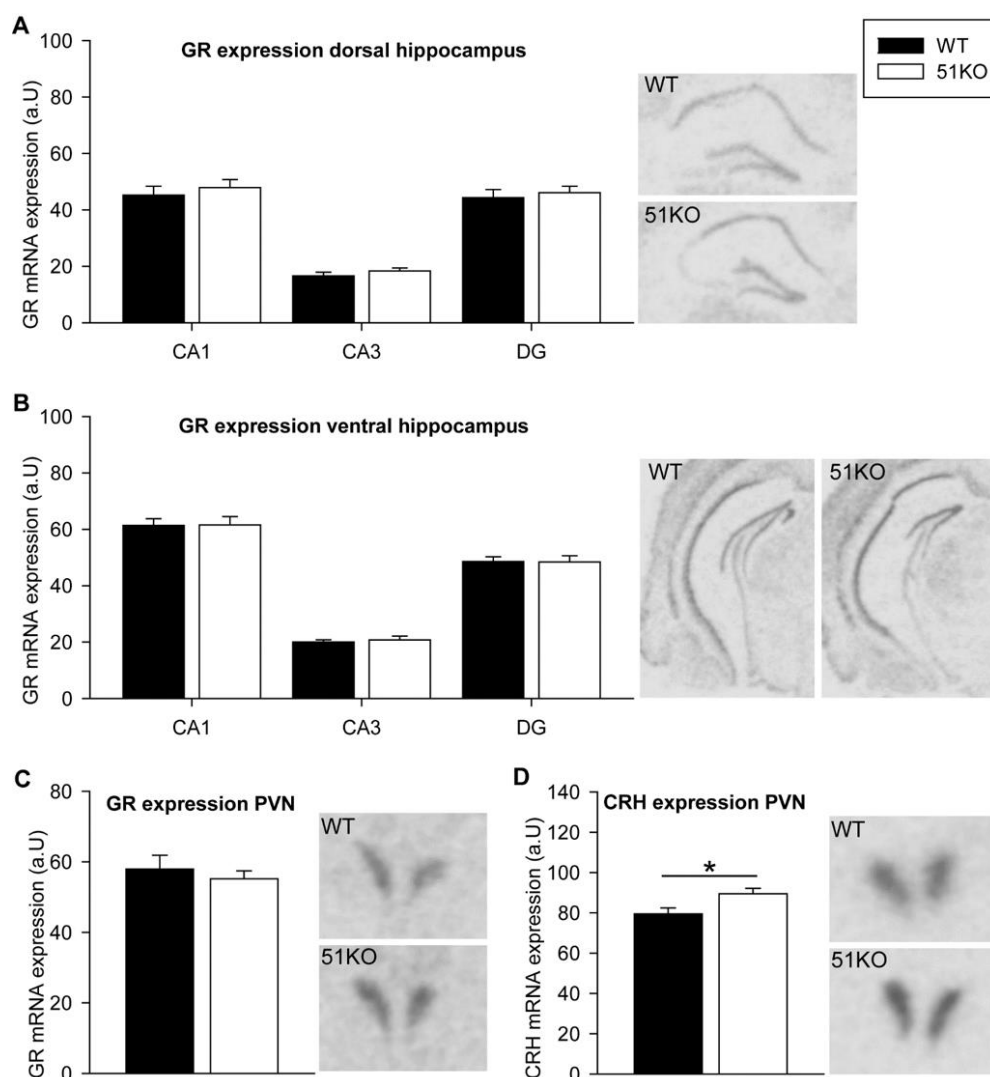 A
GR expression dorsal hippocampus
WT
51KO
GR mRNA expression (a.U)
100
80
60
40
20
0
CA1 CA3 DG
WT
51KO
B
GR expression ventral hippocampus
GR mRNA expression (a.U)
100
80
60
40
20
0
CA1 CA3 DG
WT 51KO
C
GR expression PVN
GR mRNA expression (a.U)
80
60
40
20
0
WT
51KO
D
CRH expression PVN
CRH mRNA expression (a.U)
140
120
100
80
60
40
20
0
*
WT
51KO